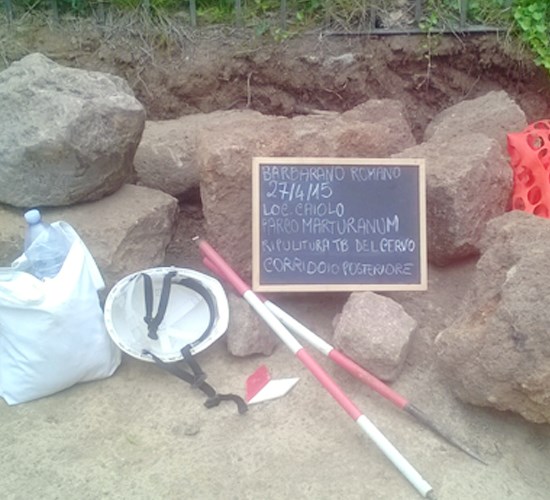 BARBARANO ROMANO
27/4/15
LOC. CAIOLO
PARCO MARTURANUM
RIPULITURA TB DEL CERVO
CORRIDOIO POSTERIORE